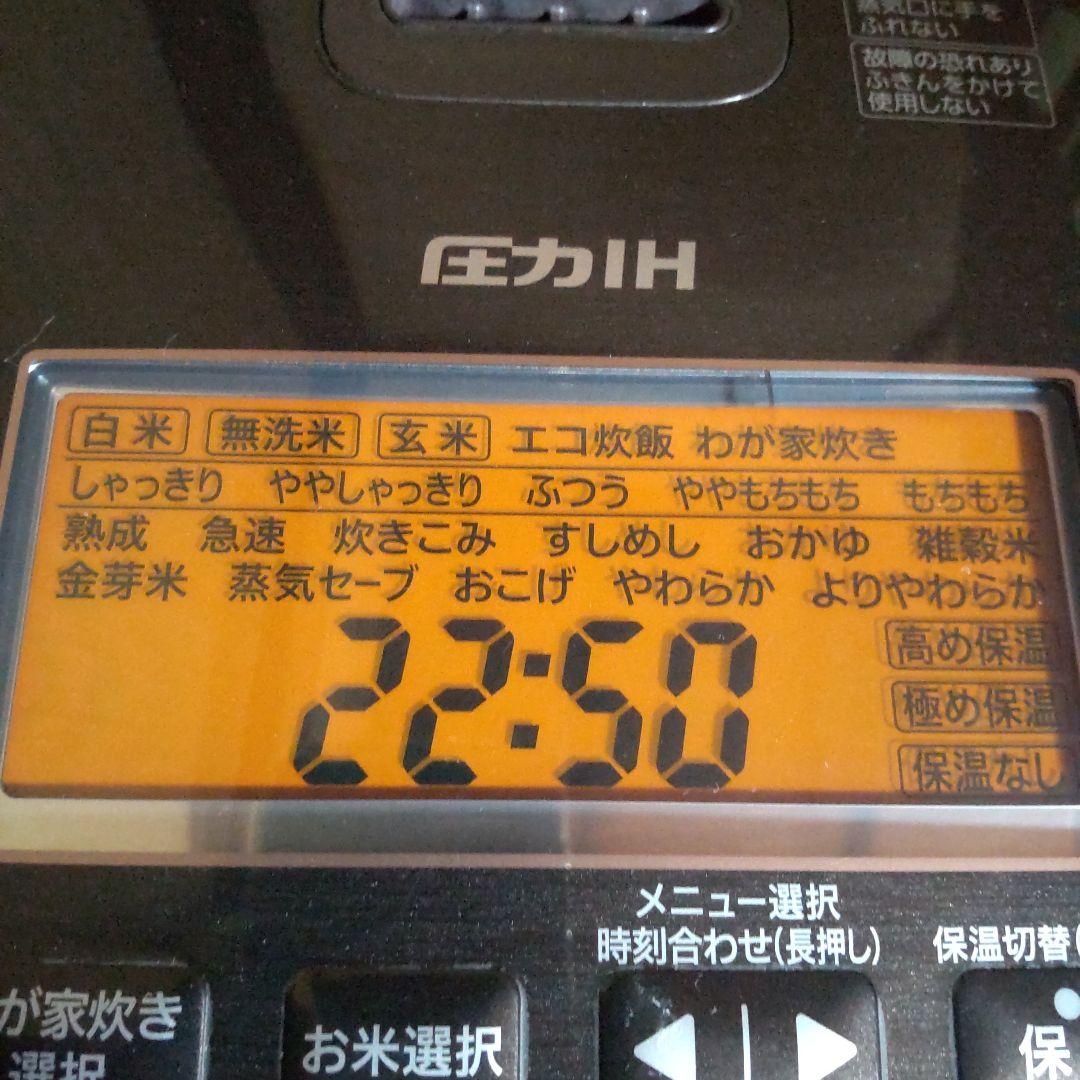 蒸気口に手を
ふれない
故障の恐れあり
ふきんをかけて
使用しない
圧力IH
白米 無洗米 玄米 エコ炊飯 わが家炊き
しゃっきり ややしゃっきり ふつう ややもちもち もちもち
熟成 急速 炊きこみ すしめし おかゆ 雑穀米
金芽米 蒸気セーブ おこげ やわらか よりやわらか
22:50
高め保温
極め保温
保温なし
メニュー選択
時刻合わせ(長押し)
保温切替(
が家炊き
選択
お米選択
保